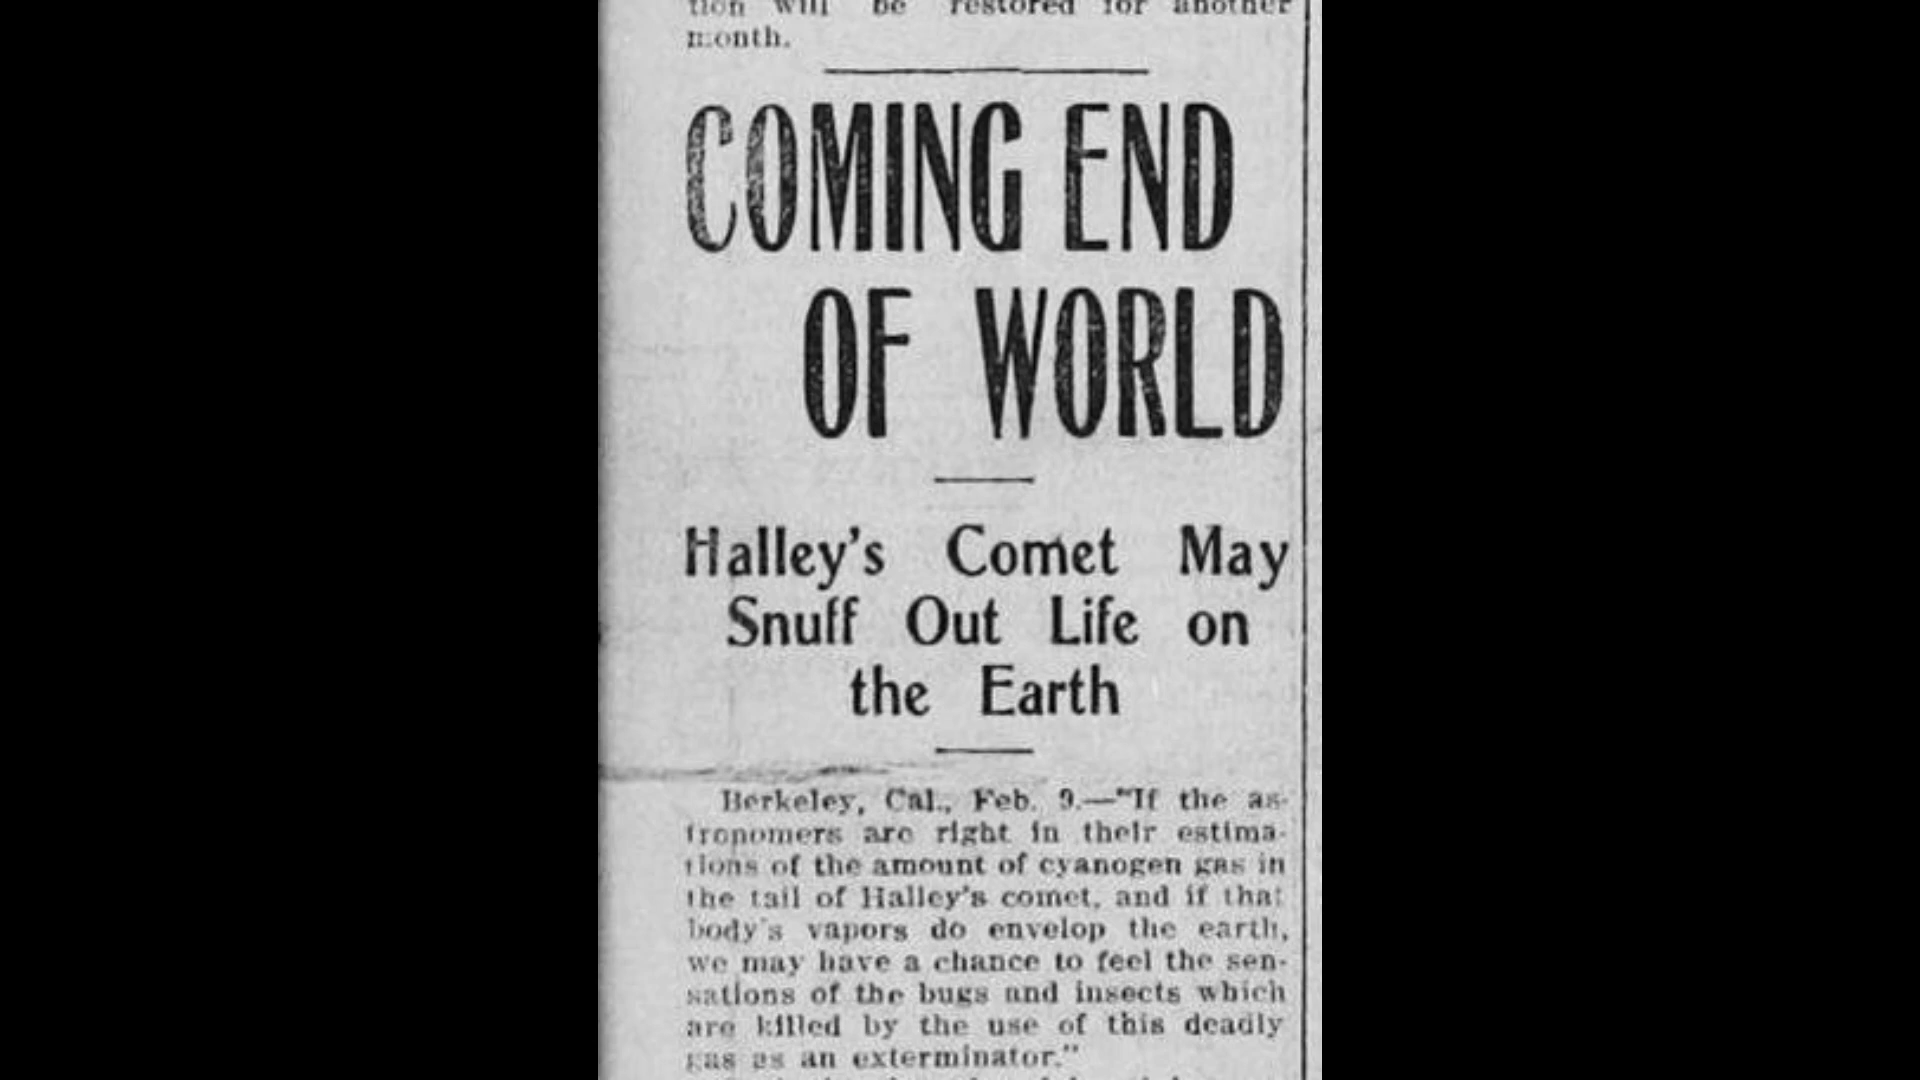 tion will be restored for another
month.
COMING END
OF WORLD
Halley's Comet May
Snuff Out Life on
the Earth
Berkeley, Cal., Feb. 9.—"If the as-
tronomers are right in their estima-
tions of the amount of cyanogen gas in
the tail of Halley's comet, and if that
body's vapors do envelop the earth,
we may have a chance to feel the sen-
sations of the bugs and insects which
are killed by the use of this deadly
gas as an exterminator."